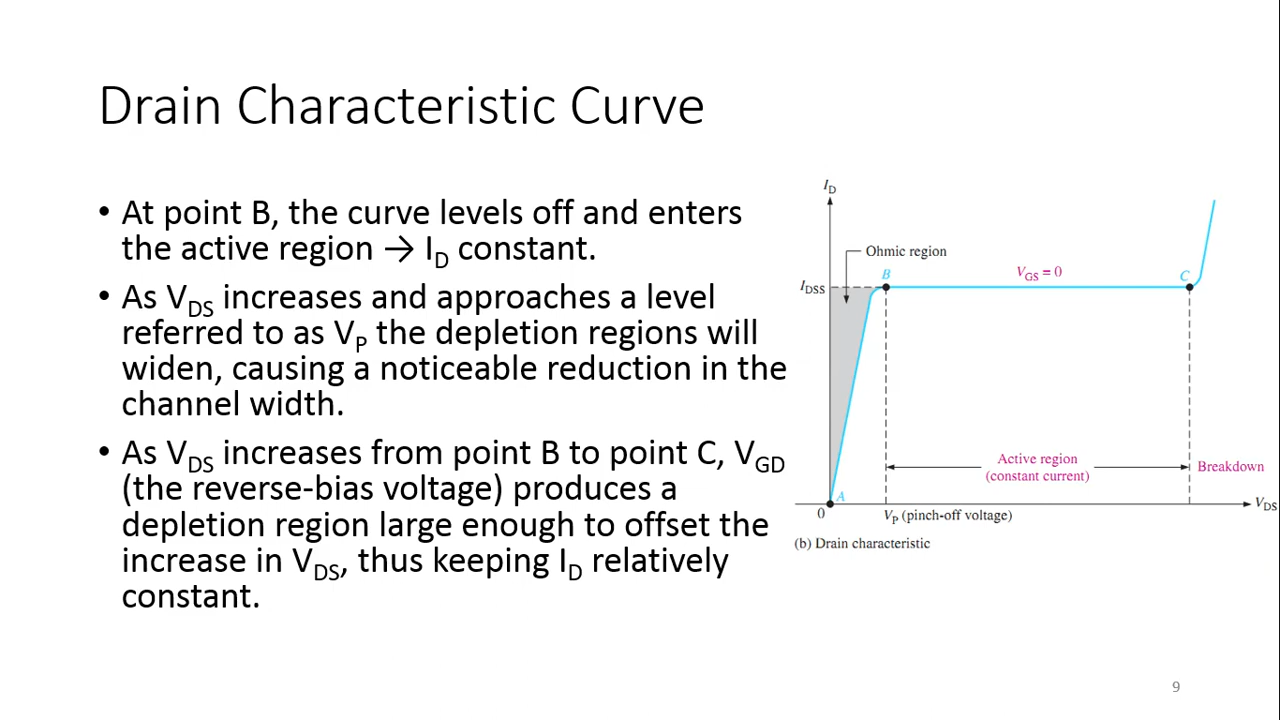 Drain Characteristic Curve
• At point B, the curve levels off and enters
the active region → I_D constant.
• As V_DS increases and approaches a level
referred to as V_P the depletion regions will
widen, causing a noticeable reduction in the
channel width.
• As V_DS increases from point B to point C, V_GD
(the reverse-bias voltage) produces a
depletion region large enough to offset the
increase in V_DS, thus keeping I_D relatively
constant.
I_D
Ohmic region
B
V_GS = 0
C
I_DSS
Active region
(constant current)
Breakdown
A
0
V_P (pinch-off voltage)
V_DS
(b) Drain characteristic
9